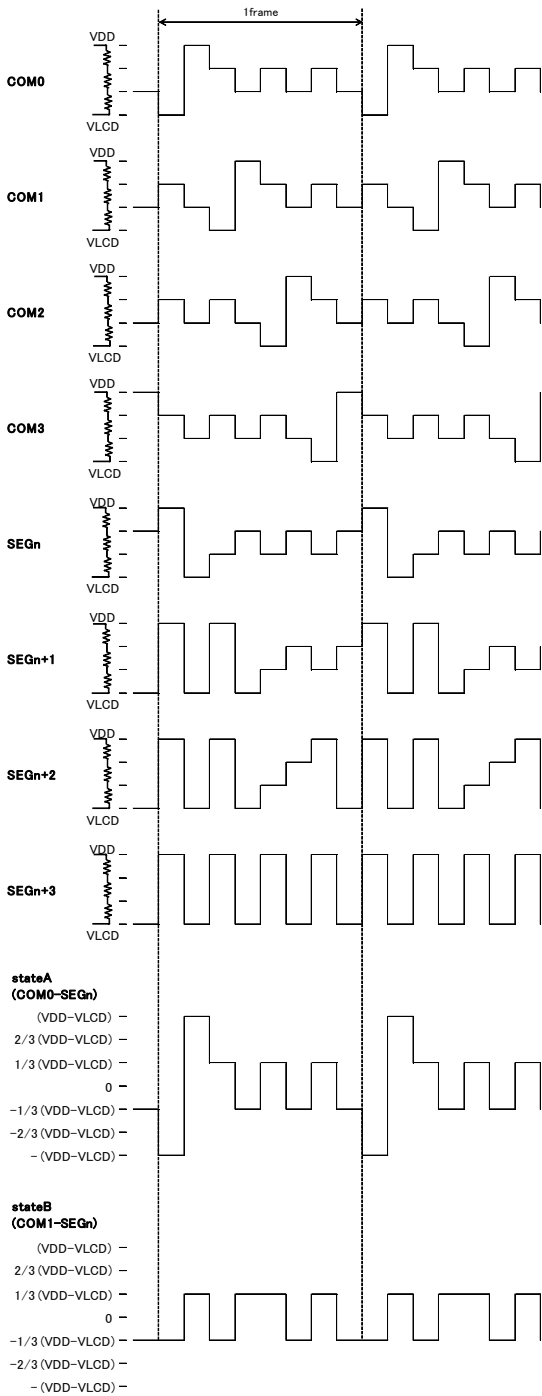 1frame
VDD
COM0
VLCD
VDD
COM1
VLCD
VDD
COM2
VLCD
VDD
COM3
VLCD
VDD
SEGn
VLCD
VDD
SEGn+1
VLCD
VDD
SEGn+2
VLCD
VDD
SEGn+3
VLCD
stateA
(COM0-SEGn)
(VDD-VLCD)
2/3(VDD-VLCD)
1/3(VDD-VLCD)
0
-1/3(VDD-VLCD)
-2/3(VDD-VLCD)
-(VDD-VLCD)
stateB
(COM1-SEGn)
(VDD-VLCD)
2/3(VDD-VLCD)
1/3(VDD-VLCD)
0
-1/3(VDD-VLCD)
-2/3(VDD-VLCD)
-(VDD-VLCD)